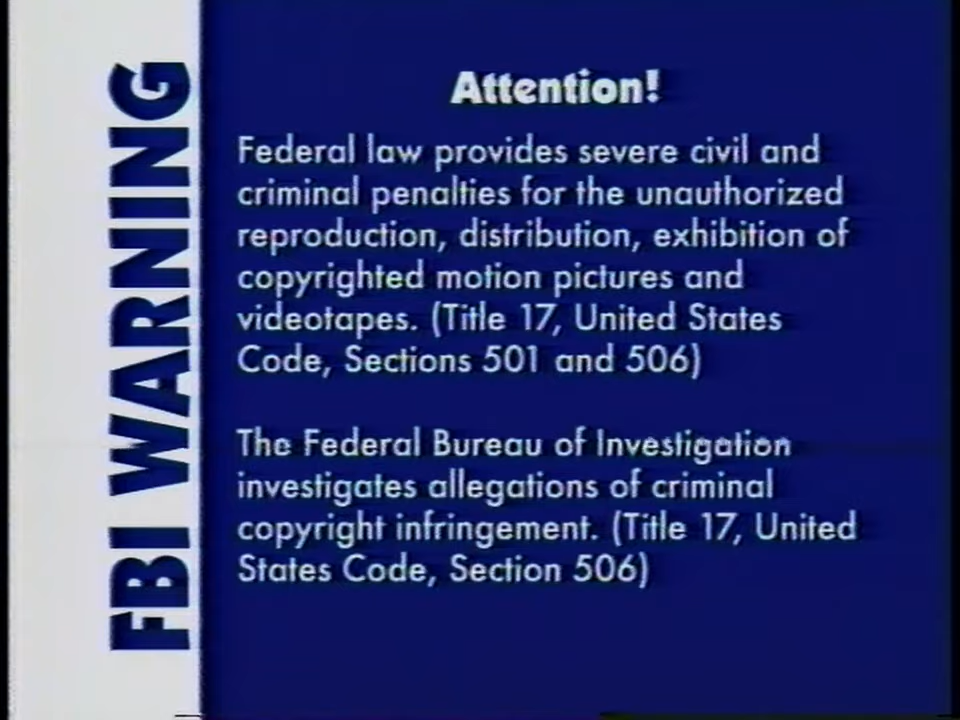 FBI WARNING
Attention!
Federal law provides severe civil and
criminal penalties for the unauthorized
reproduction, distribution, exhibition of
copyrighted motion pictures and
videotapes. (Title 17, United States
Code, Sections 501 and 506)
The Federal Bureau of Investigation
investigates allegations of criminal
copyright infringement. (Title 17, United
States Code, Section 506)